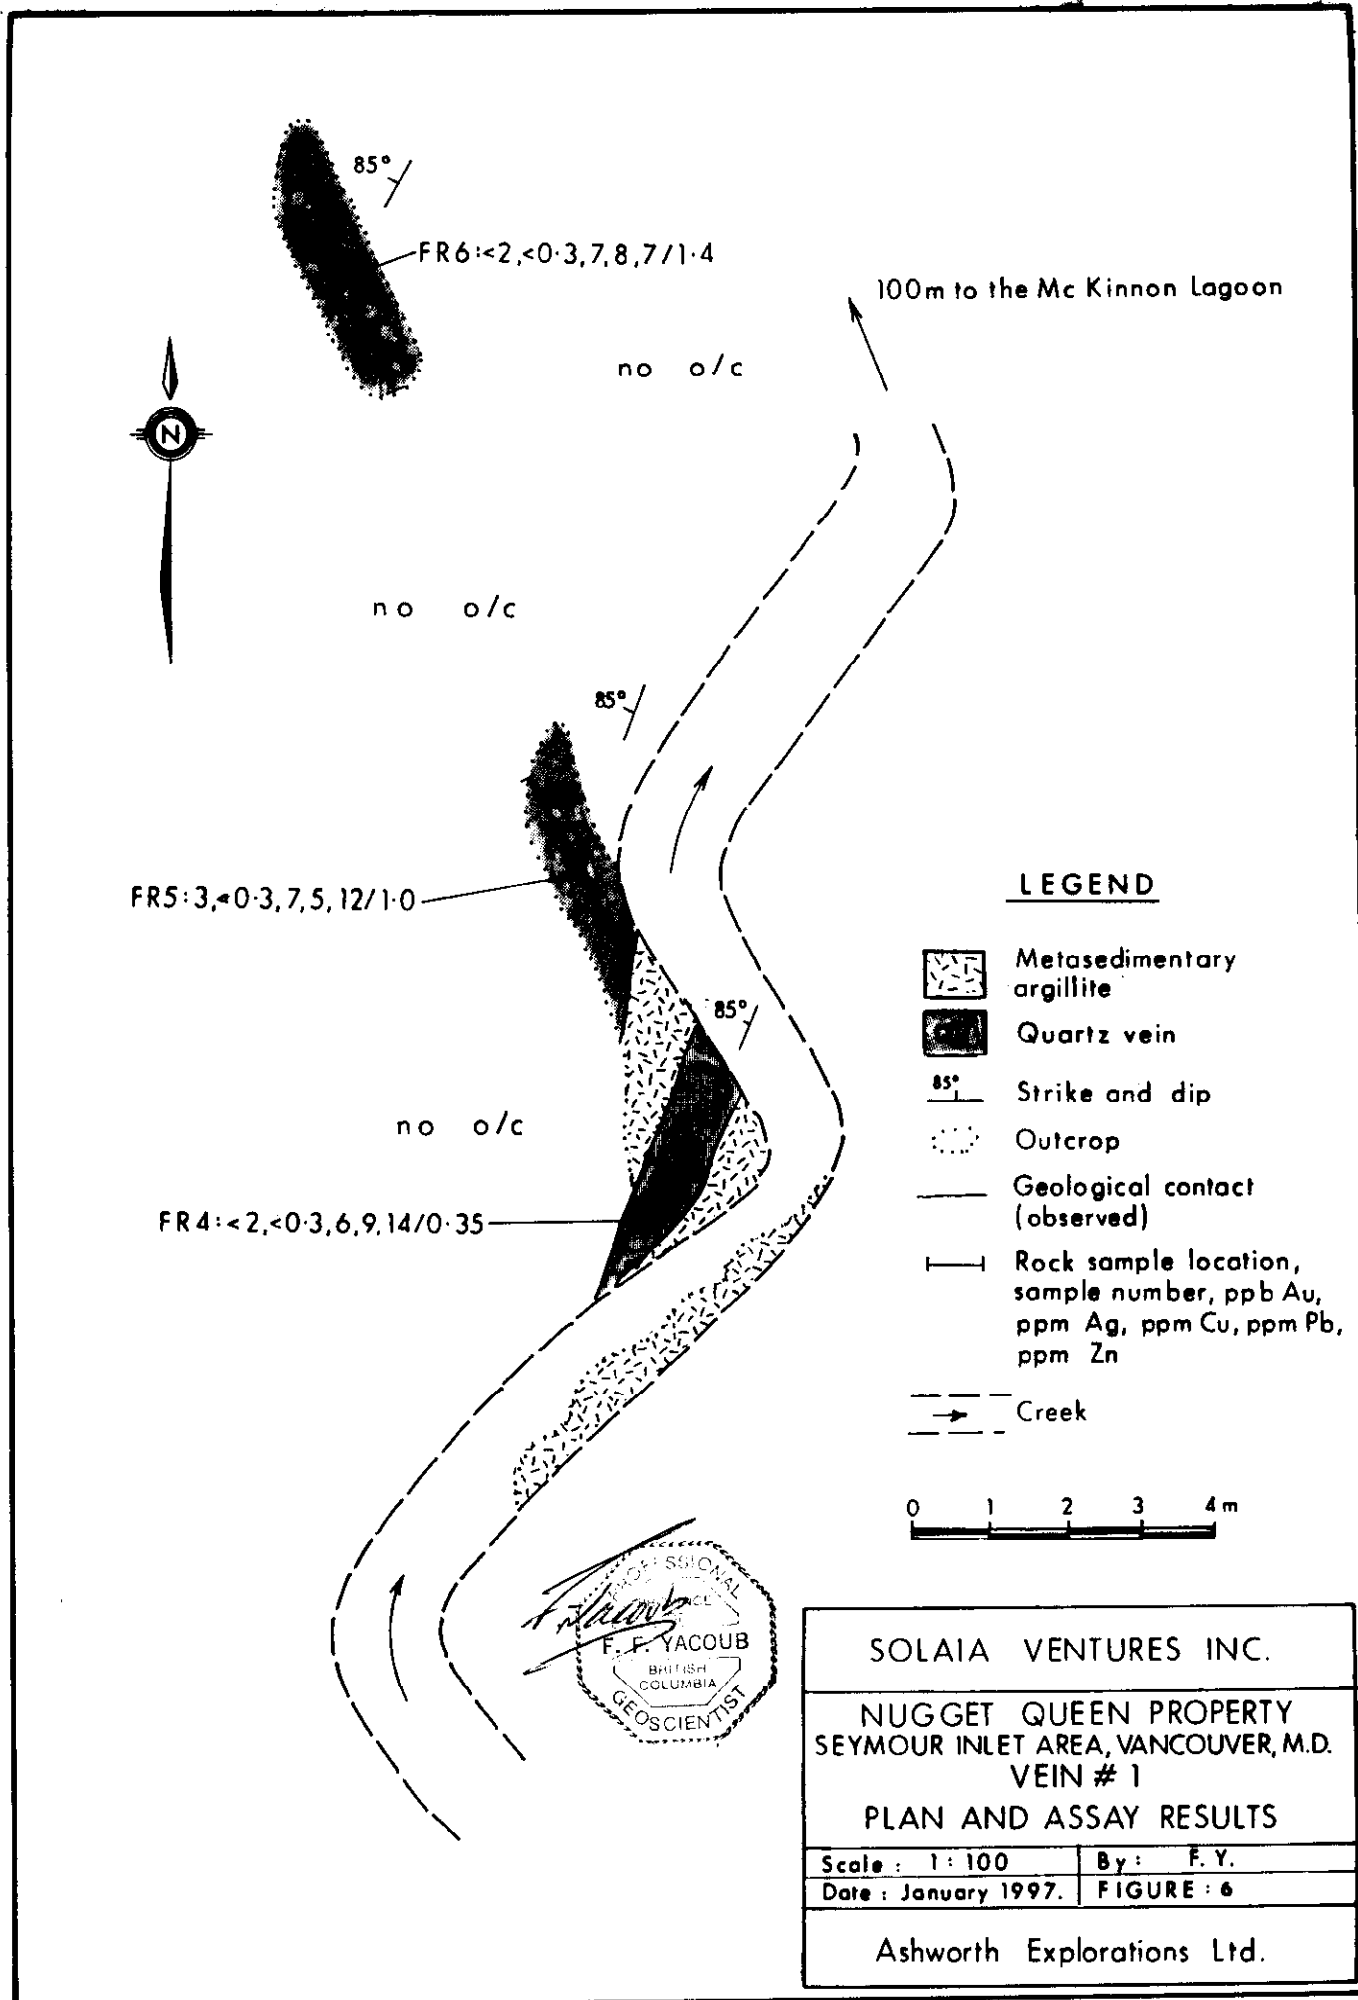 85°
FR6:<2,<0·3,7,8,7/1·4
100m to the Mc Kinnon Lagoon
no o/c
N
no o/c
85°
FR5:3,<0·3,7,5,12/1·0
85°
no o/c
FR4:<2,<0·3,6,9,14/0·35
LEGEND
Metasedimentary
argillite
Quartz vein
85°
Strike and dip
Outcrop
Geological contact
(observed)
Rock sample location,
sample number, ppb Au,
ppm Ag, ppm Cu, ppm Pb,
ppm Zn
Creek
0 1 2 3 4m
PROFESSIONAL
F. Yacoub
F. F. YACOUB
BRITISH
COLUMBIA
GEOSCIENTIST
SOLAIA VENTURES INC.
NUGGET QUEEN PROPERTY
SEYMOUR INLET AREA, VANCOUVER, M.D.
VEIN # 1
PLAN AND ASSAY RESULTS
Scale : 1 : 100
By : F. Y.
Date : January 1997.
FIGURE : 6
Ashworth Explorations Ltd.